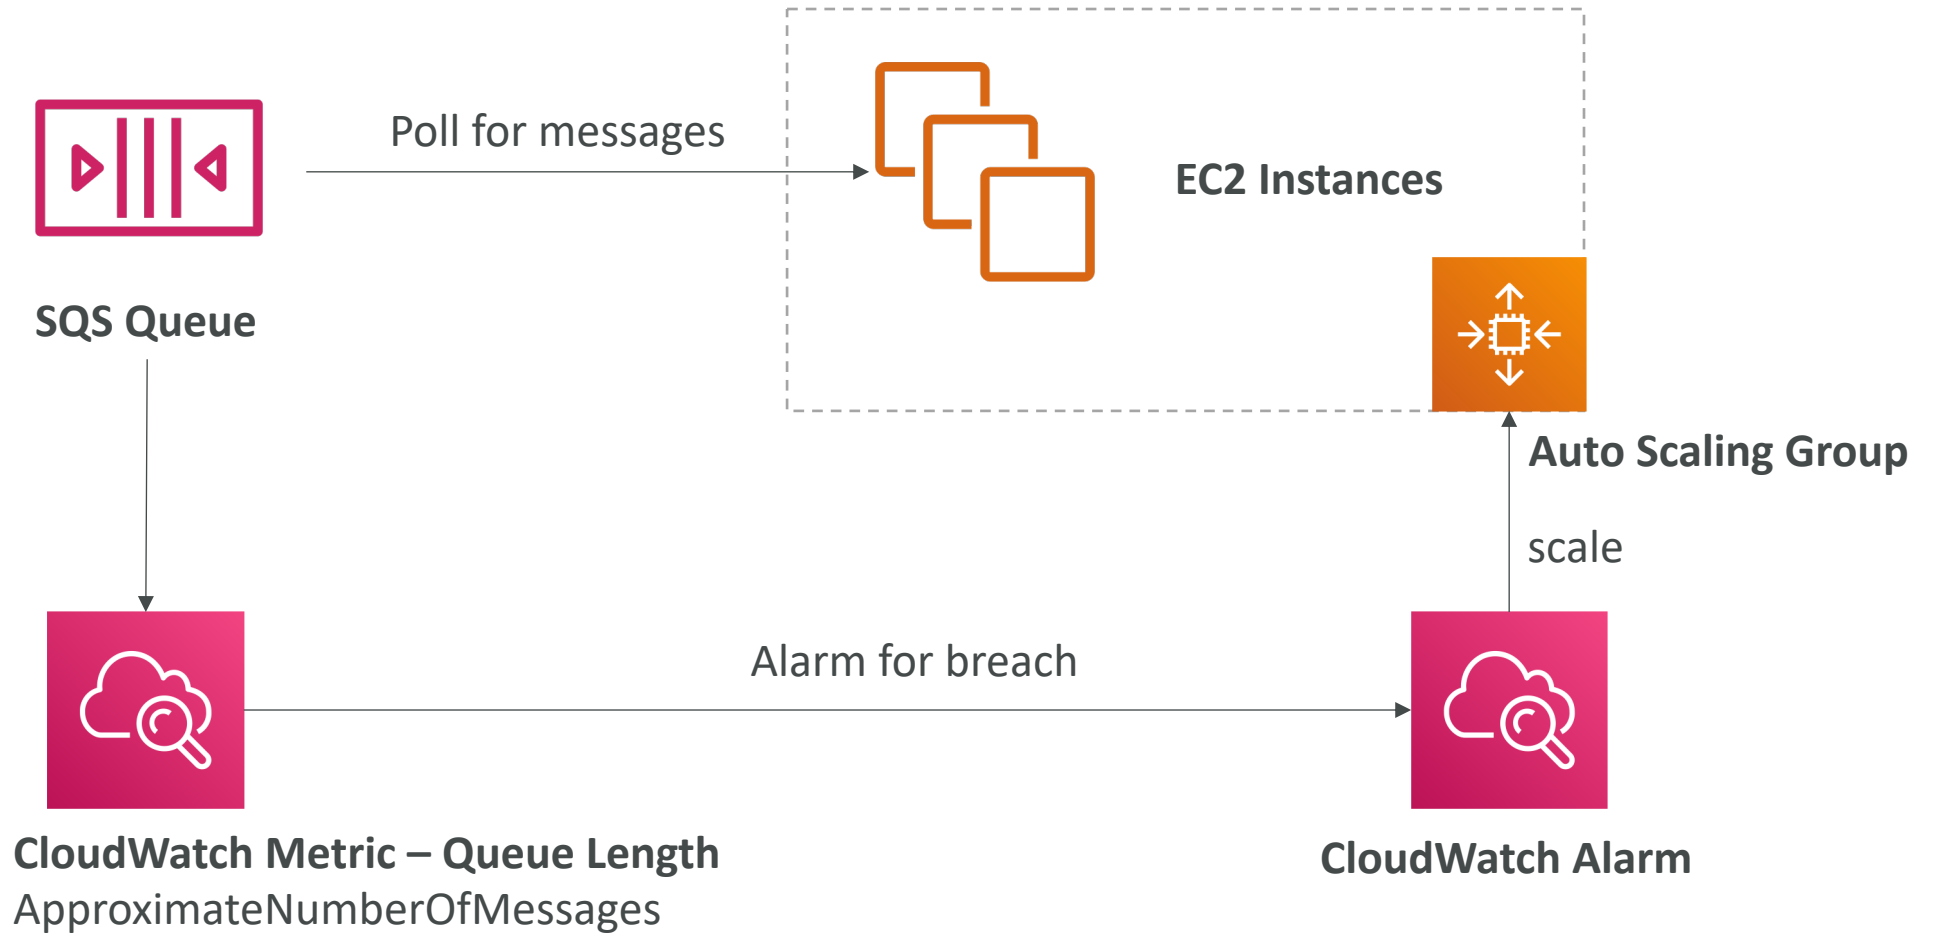 Poll for messages
EC2 Instances
SQS Queue
Auto Scaling Group
scale
Alarm for breach
CloudWatch Metric – Queue Length
ApproximateNumberOfMessages
CloudWatch Alarm